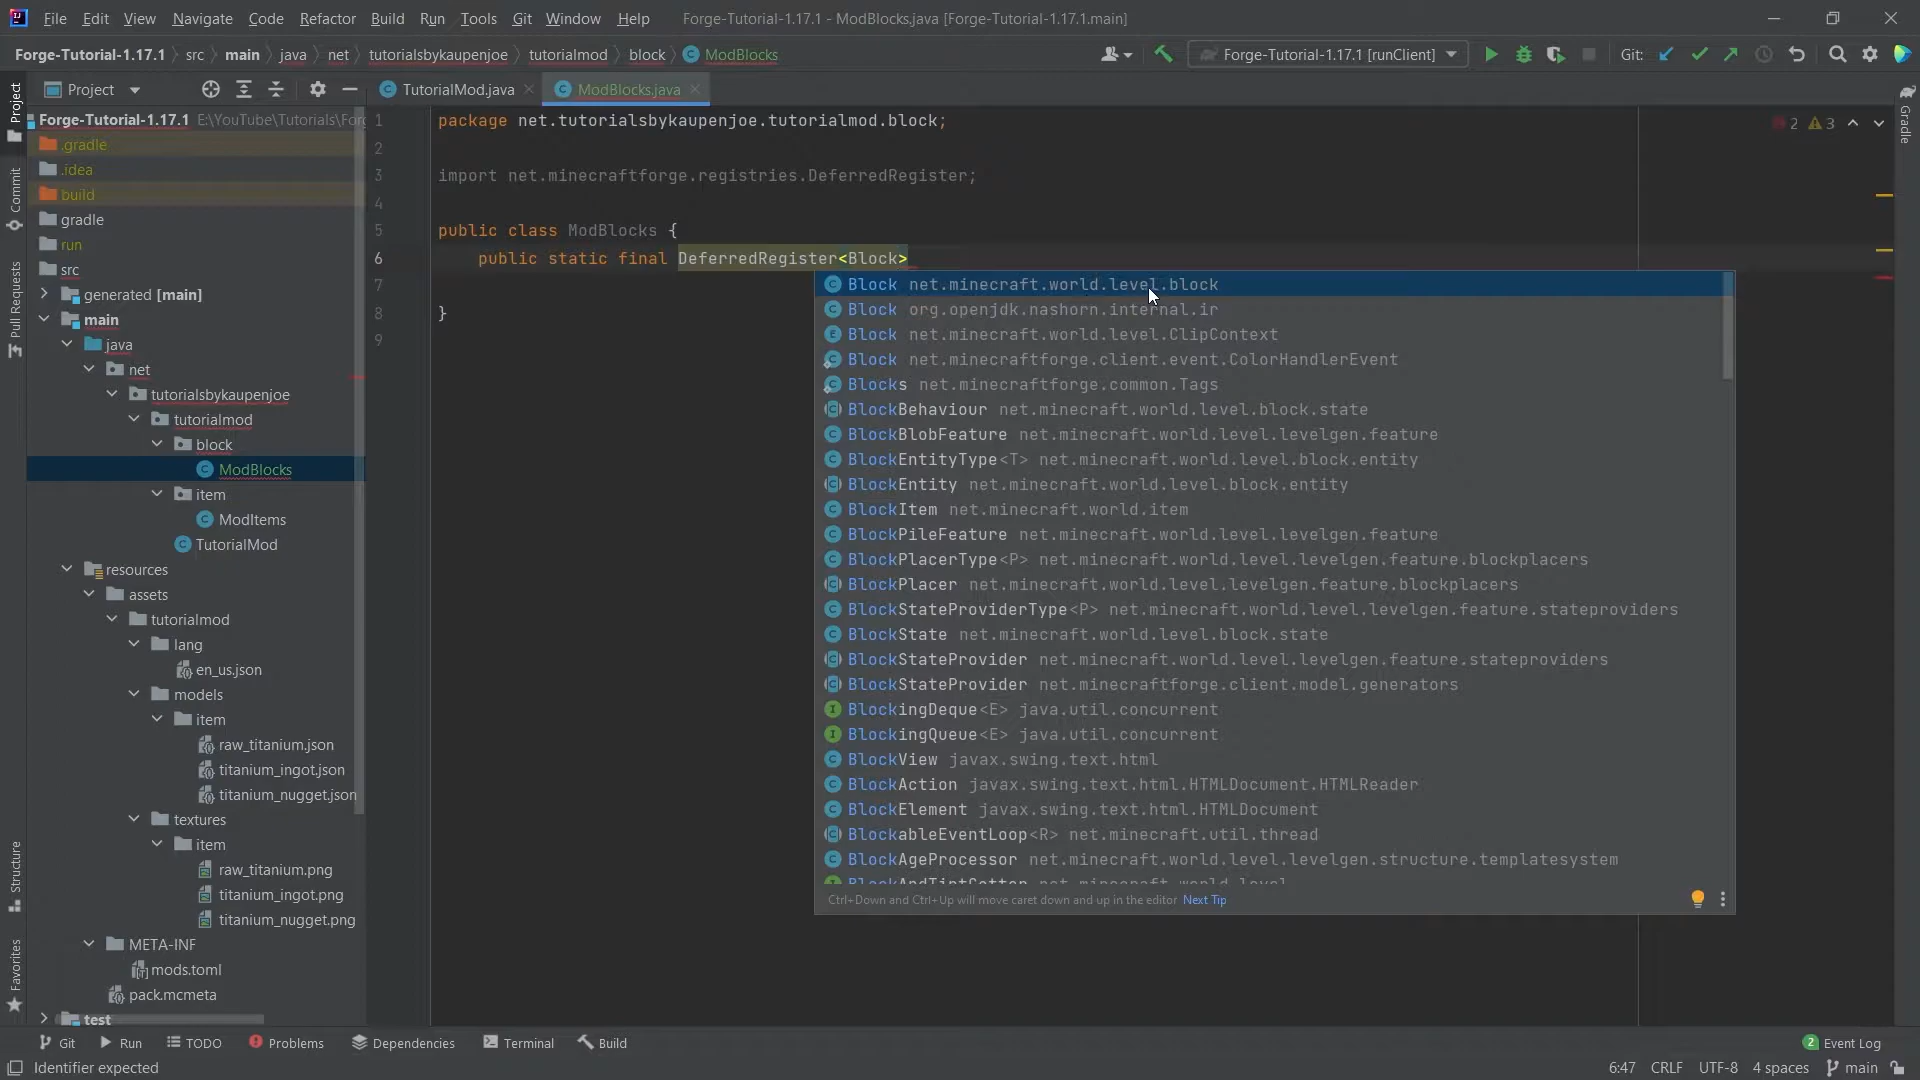 File Edit View Navigate Code Refactor Build Run Tools Git Window Help Forge-Tutorial-1.17.1 - ModBlocks.java [Forge-Tutorial-1.17.1.main]
Forge-Tutorial-1.17.1 src main java net tutorialsbykaupenjoe tutorialmod block ModBlocks Forge-Tutorial-1.17.1 [runClient] Git:
Project TutorialMod.java ModBlocks.java
Project
Commit
Pull Requests
Structure
Favorites
Gradle
Forge-Tutorial-1.17.1 E:\YouTube\Tutorials\For
.gradle
.idea
build
gradle
run
src
generated [main]
main
java
net
tutorialsbykaupenjoe
tutorialmod
block
ModBlocks
item
ModItems
TutorialMod
resources
assets
tutorialmod
lang
en_us.json
models
item
raw_titanium.json
titanium_ingot.json
titanium_nugget.json
textures
item
raw_titanium.png
titanium_ingot.png
titanium_nugget.png
META-INF
mods.toml
pack.mcmeta
test
1 package net.tutorialsbykaupenjoe.tutorialmod.block;
2
3 import net.minecraftforge.registries.DeferredRegister;
4
5 public class ModBlocks {
6 public static final DeferredRegister<Block>
7
8 }
9
2 3
Block net.minecraft.world.level.block
Block org.openjdk.nashorn.internal.ir
Block net.minecraft.world.level.ClipContext
Block net.minecraftforge.client.event.ColorHandlerEvent
Blocks net.minecraftforge.common.Tags
BlockBehaviour net.minecraft.world.level.block.state
BlockBlobFeature net.minecraft.world.level.levelgen.feature
BlockEntityType<T> net.minecraft.world.level.block.entity
BlockEntity net.minecraft.world.level.block.entity
BlockItem net.minecraft.world.item
BlockPileFeature net.minecraft.world.level.levelgen.feature
BlockPlacerType<P> net.minecraft.world.level.levelgen.feature.blockplacers
BlockPlacer net.minecraft.world.level.levelgen.feature.blockplacers
BlockStateProviderType<P> net.minecraft.world.level.levelgen.feature.stateproviders
BlockState net.minecraft.world.level.block.state
BlockStateProvider net.minecraft.world.level.levelgen.feature.stateproviders
BlockStateProvider net.minecraftforge.client.model.generators
BlockingDeque<E> java.util.concurrent
BlockingQueue<E> java.util.concurrent
BlockView javax.swing.text.html
BlockAction javax.swing.text.html.HTMLDocument.HTMLReader
BlockElement javax.swing.text.html.HTMLDocument
BlockableEventLoop<R> net.minecraft.util.thread
BlockAgeProcessor net.minecraft.world.level.levelgen.structure.templatesystem
BlockAndTintGetter net.minecraft.world.level
Ctrl+Down and Ctrl+Up will move caret down and up in the editor Next Tip
Git Run TODO Problems Dependencies Terminal Build 2 Event Log
Identifier expected 6:47 CRLF UTF-8 4 spaces main